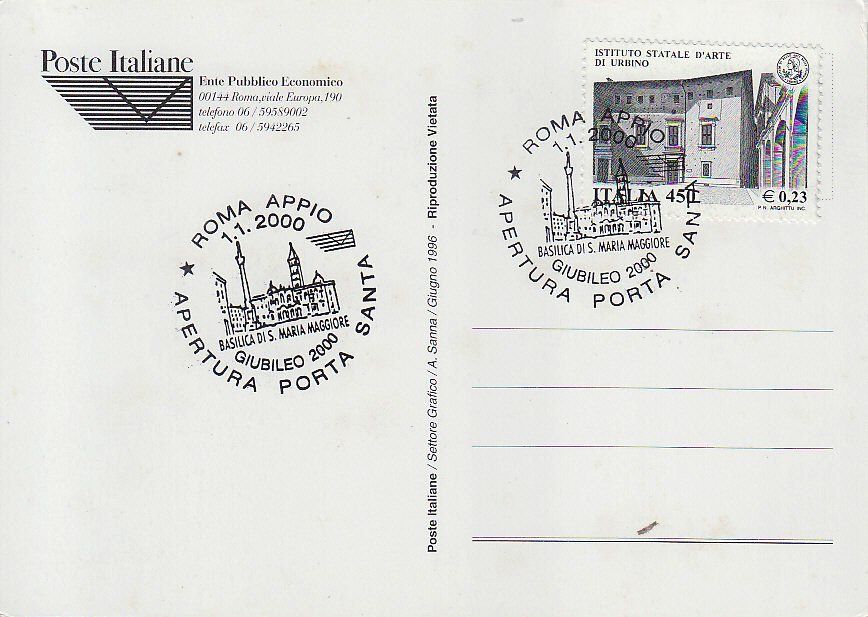 Poste Italiane
Ente Pubblico Economico
00144 Roma,viale Europa,190
telefono 06 / 59589002
telefax 06 / 5942265
ROMA APPIO
1.1.2000
BASILICA DI S. MARIA MAGGIORE
GIUBILEO 2000
★ APERTURA PORTA SANTA
Poste Italiane / Settore Grafico / A. Sanna / Giugno 1996 - Riproduzione Vietata
ISTITUTO STATALE D'ARTE
DI URBINO
ITALIA 450
€ 0,23
P.N. ARGHITTU INC.
ROMA APPIO
1.1.2000
BASILICA DI S. MARIA MAGGIORE
GIUBILEO 2000
★ APERTURA PORTA SANTA